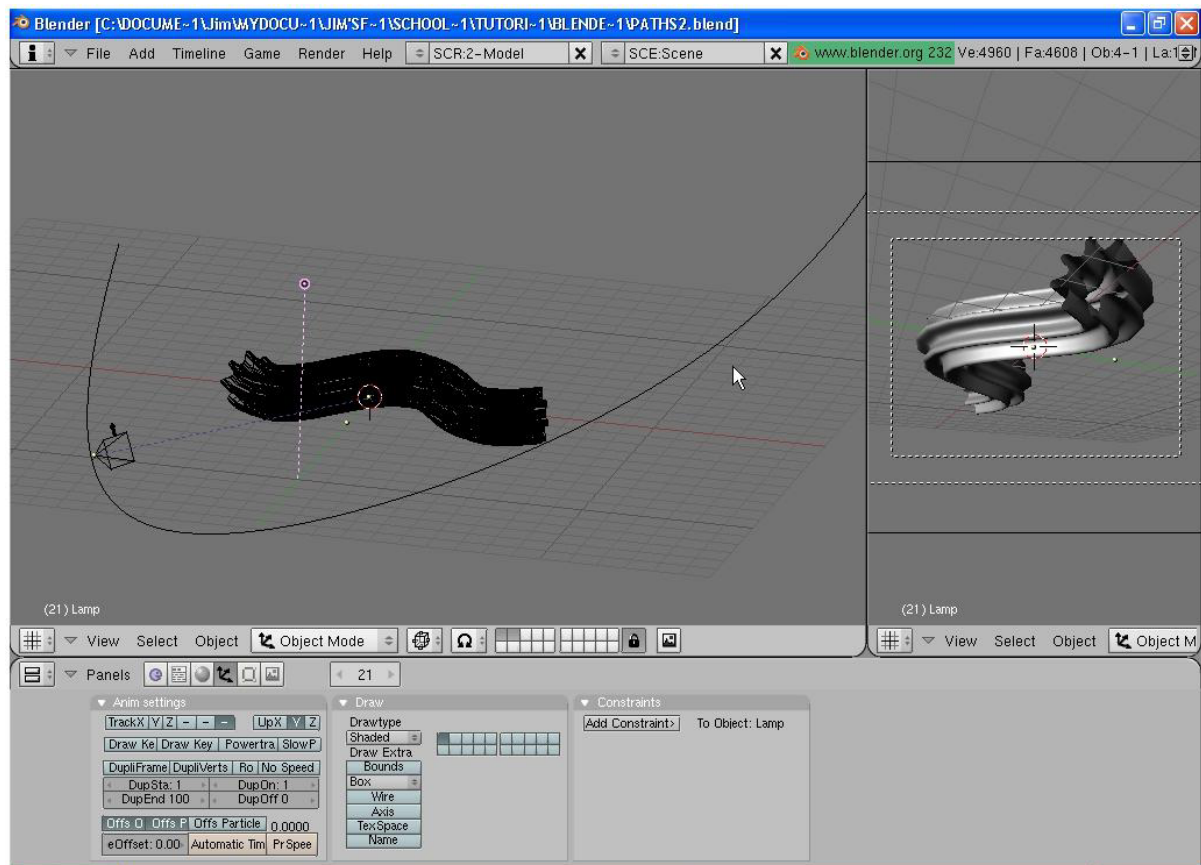 Blender [C:\DOCUME~1\Jim\MYDOCU~1\JIM'SF~1\SCHOOL~1\TUTORI~1\BLENDE~1\PATHS2.blend]
File Add Timeline Game Render Help SCR:2-Model SCE:Scene www.blender.org 232 Ve:4960 | Fa:4608 | Ob:4-1 | La:1
(21) Lamp
(21) Lamp
View Select Object Object Mode
View Select Object Object M
Panels 21
Anim settings
TrackX Y Z - - - UpX Y Z
Draw Ke Draw Key Powertra SlowP
DupliFrame DupliVerts Ro No Speed
DupSta: 1 DupOn: 1
DupEnd 100 DupOff 0
Offs O Offs P Offs Particle 0.0000
eOffset: 0.00 Automatic Tim PrSpee
Draw
Drawtype
Shaded
Draw Extra
Bounds
Box
Wire
Axis
TexSpace
Name
Constraints
Add Constraint> To Object: Lamp